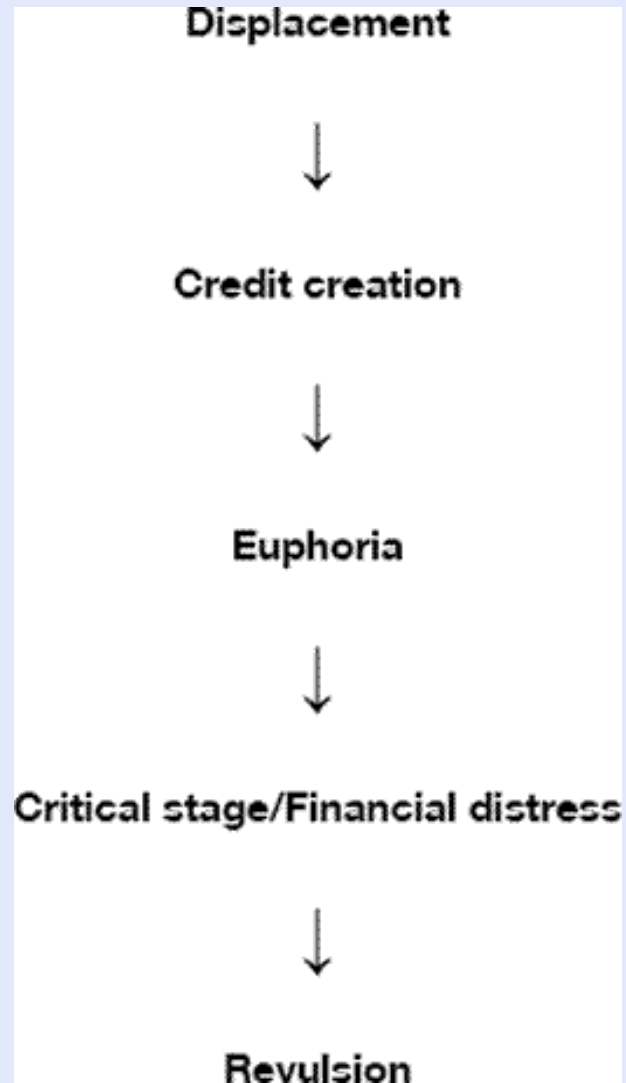 Displacement
Credit creation
Euphoria
Critical stage/Financial distress
Revulsion